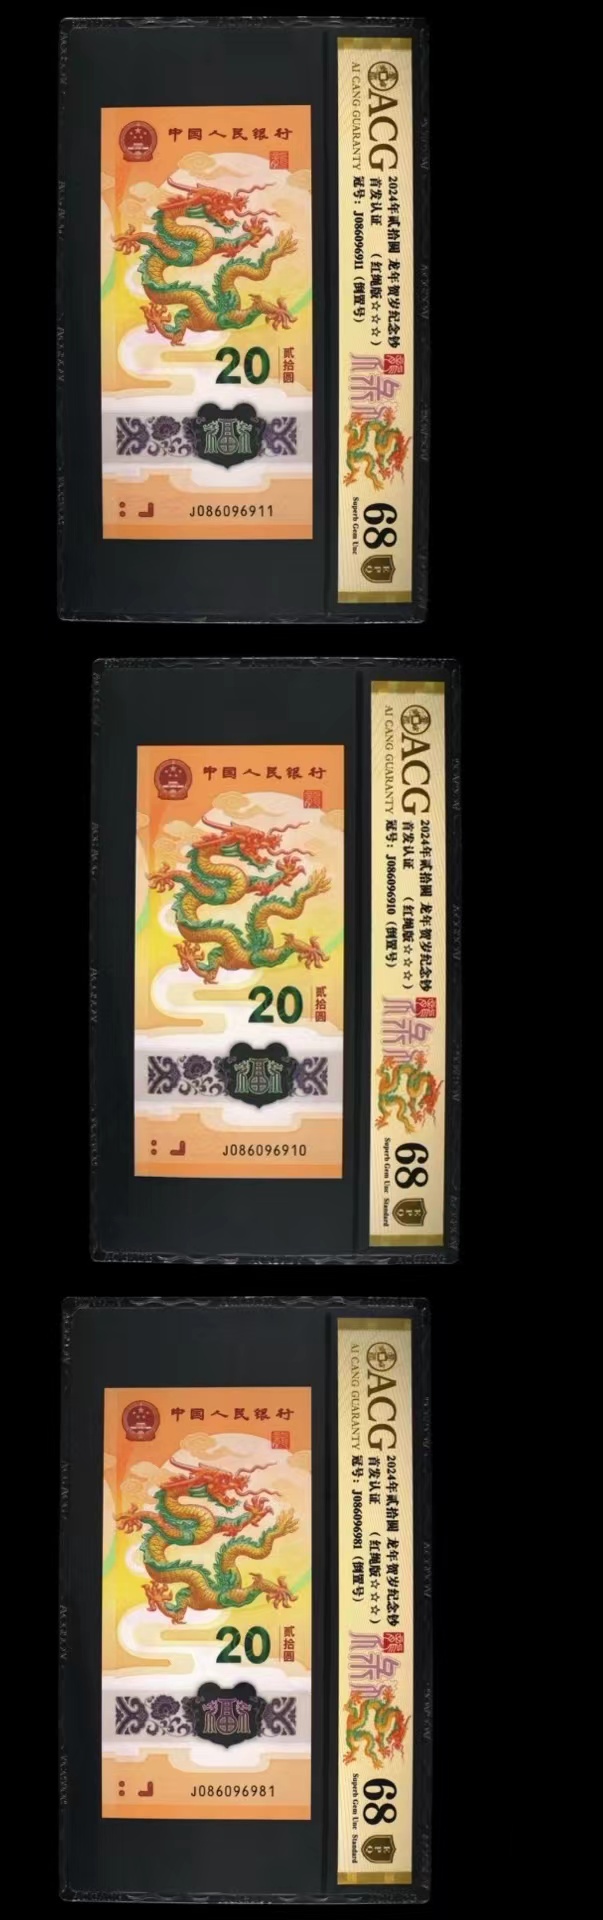 中国人民银行
20
贰拾圆
J086096911
ACG
AI CANG GUARANTY
2024年贰拾圆 龙年贺岁纪念钞
首发认证 (红绳版☆☆☆)
冠号: J086096911 (倒置号)
68
EPQ
Superb Gem Unc
中国人民银行
20
贰拾圆
J086096910
ACG
AI CANG GUARANTY
2024年贰拾圆 龙年贺岁纪念钞
首发认证 (红绳版☆☆☆)
冠号: J086096910 (倒置号)
68
EPQ
Superb Gem Unc Standard
中国人民银行
20
贰拾圆
J086096981
ACG
AI CANG GUARANTY
2024年贰拾圆 龙年贺岁纪念钞
首发认证 (红绳版☆☆☆)
冠号: J086096981 (倒置号)
68
EPQ
Superb Gem Unc Standard